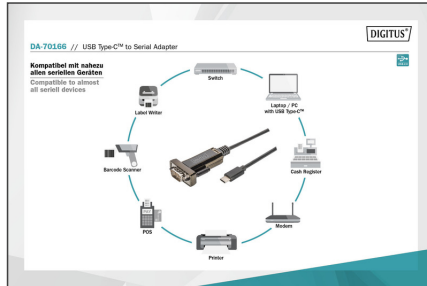 DIGITUS®
DA-70166 // USB Type-C™ to Serial Adapter
Kompatibel mit nahezu
allen seriellen Geräten
Compatible to almost
all seriell devices
Switch
Label Writer
Laptop / PC
with USB Type-C™
Barcode Scanner
Cash Register
POS
Modem
Printer